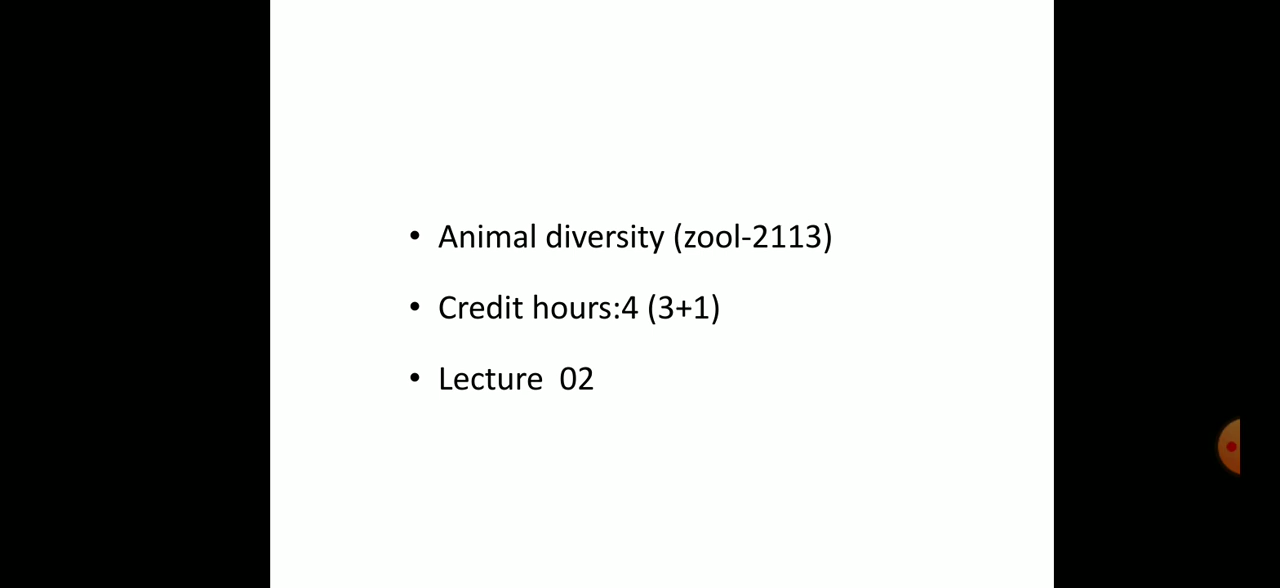 • Animal diversity (zool-2113)
• Credit hours:4 (3+1)
• Lecture  02